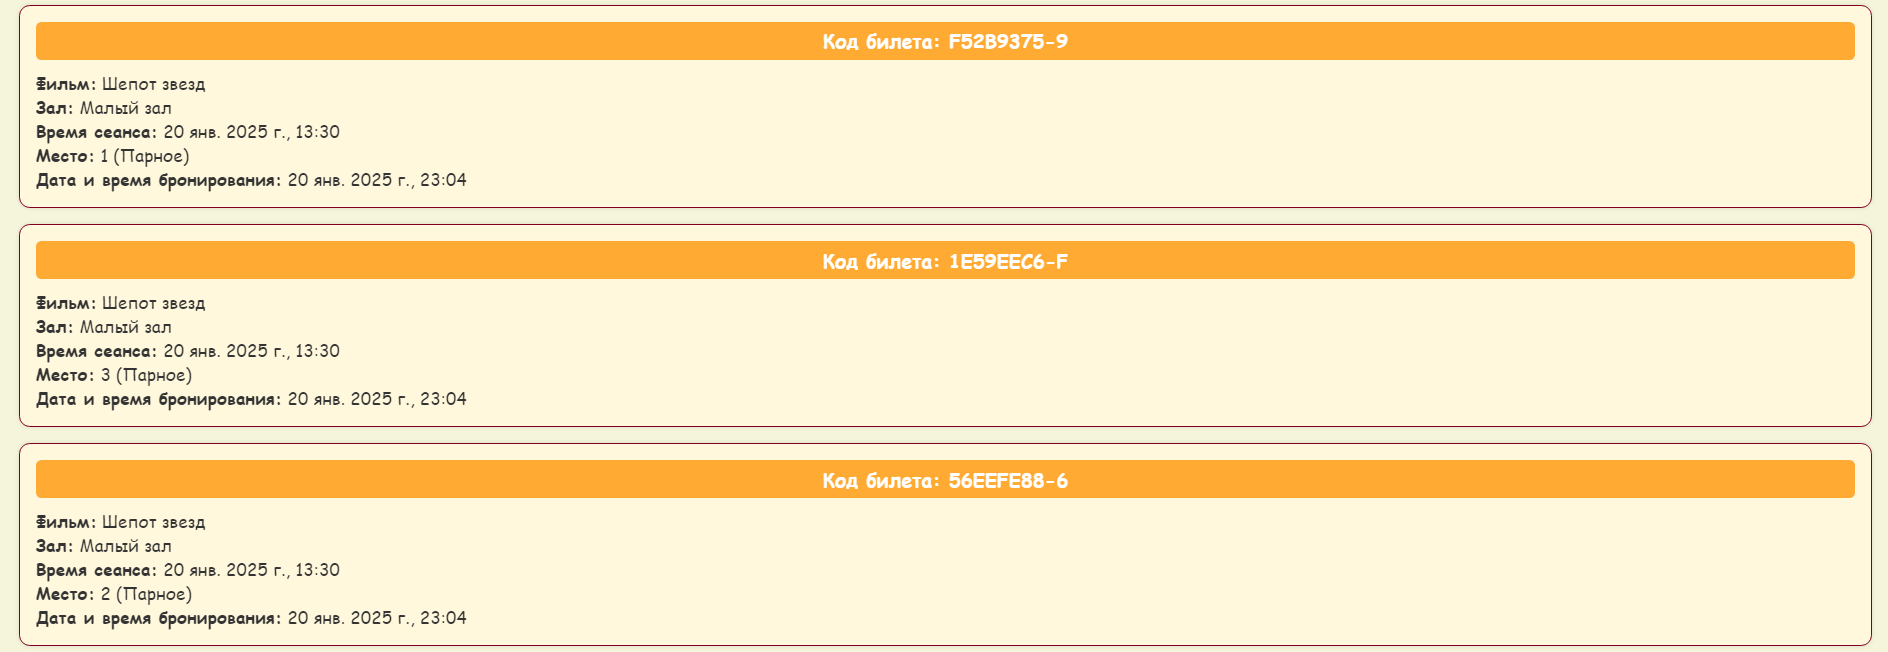 Код билета: F52B9375-9
Фильм: Шепот звезд
Зал: Малый зал
Время сеанса: 20 янв. 2025 г., 13:30
Место: 1 (Парное)
Дата и время бронирования: 20 янв. 2025 г., 23:04
Код билета: 1E59EEC6-F
Фильм: Шепот звезд
Зал: Малый зал
Время сеанса: 20 янв. 2025 г., 13:30
Место: 3 (Парное)
Дата и время бронирования: 20 янв. 2025 г., 23:04
Код билета: 56EEFE88-6
Фильм: Шепот звезд
Зал: Малый зал
Время сеанса: 20 янв. 2025 г., 13:30
Место: 2 (Парное)
Дата и время бронирования: 20 янв. 2025 г., 23:04